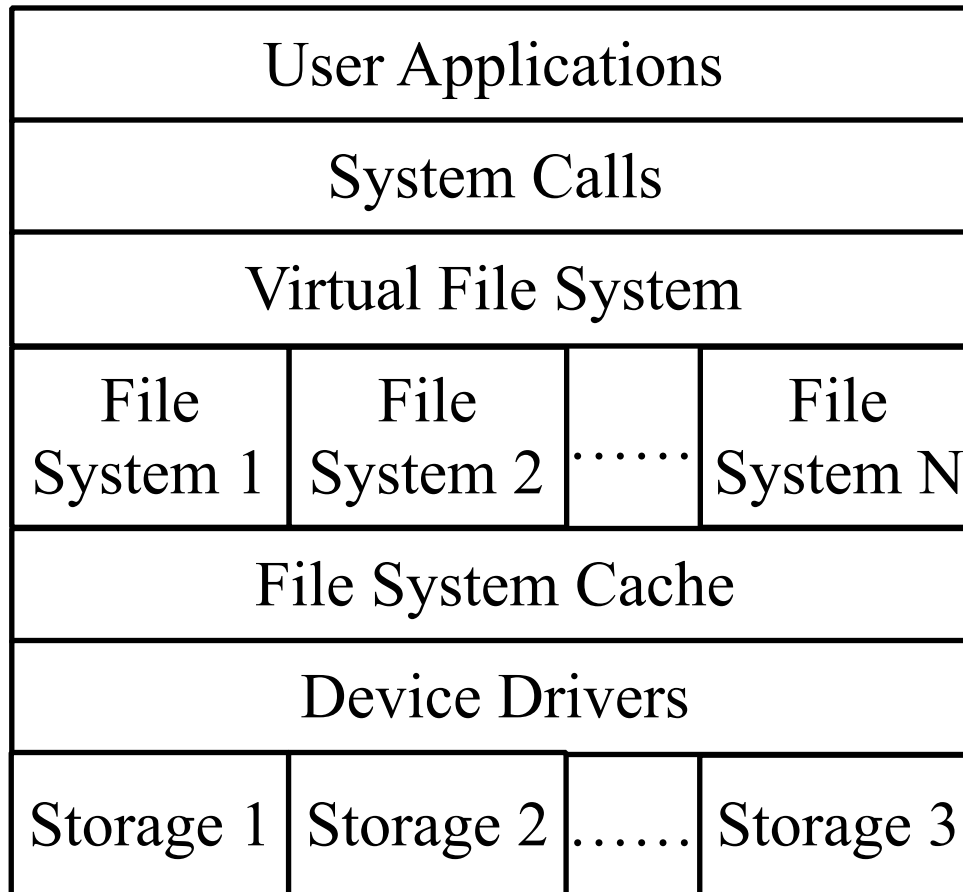 User Applications
System Calls
Virtual File System
File
System 1
File
System 2
......
File
System N
File System Cache
Device Drivers
Storage 1
Storage 2
......
Storage 3